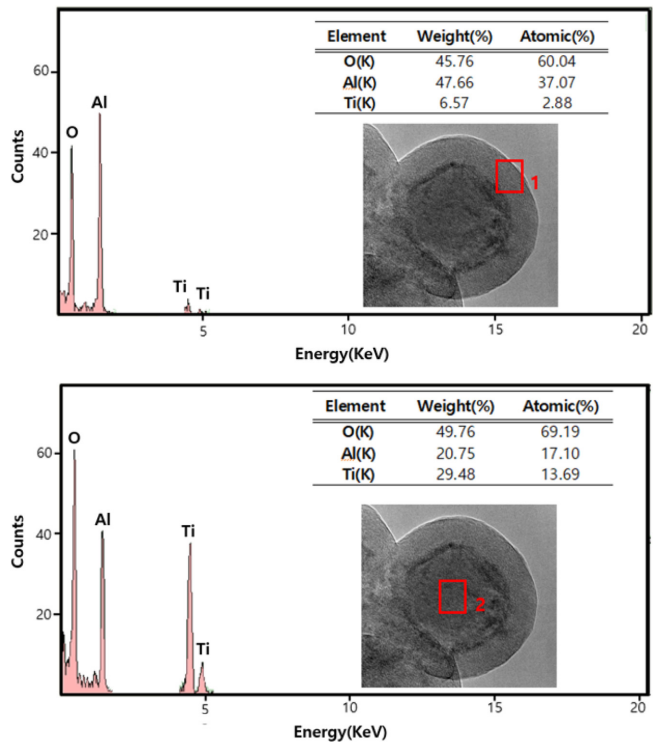 Element Weight(%) Atomic(%)
O(K) 45.76 60.04
Al(K) 47.66 37.07
Ti(K) 6.57 2.88
60
40
20
Counts
O
Al
Ti
Ti
1
5
10
15
20
Energy(KeV)
Element Weight(%) Atomic(%)
O(K) 49.76 69.19
Al(K) 20.75 17.10
Ti(K) 29.48 13.69
60
40
20
Counts
O
Al
Ti
Ti
2
5
10
15
20
Energy(KeV)